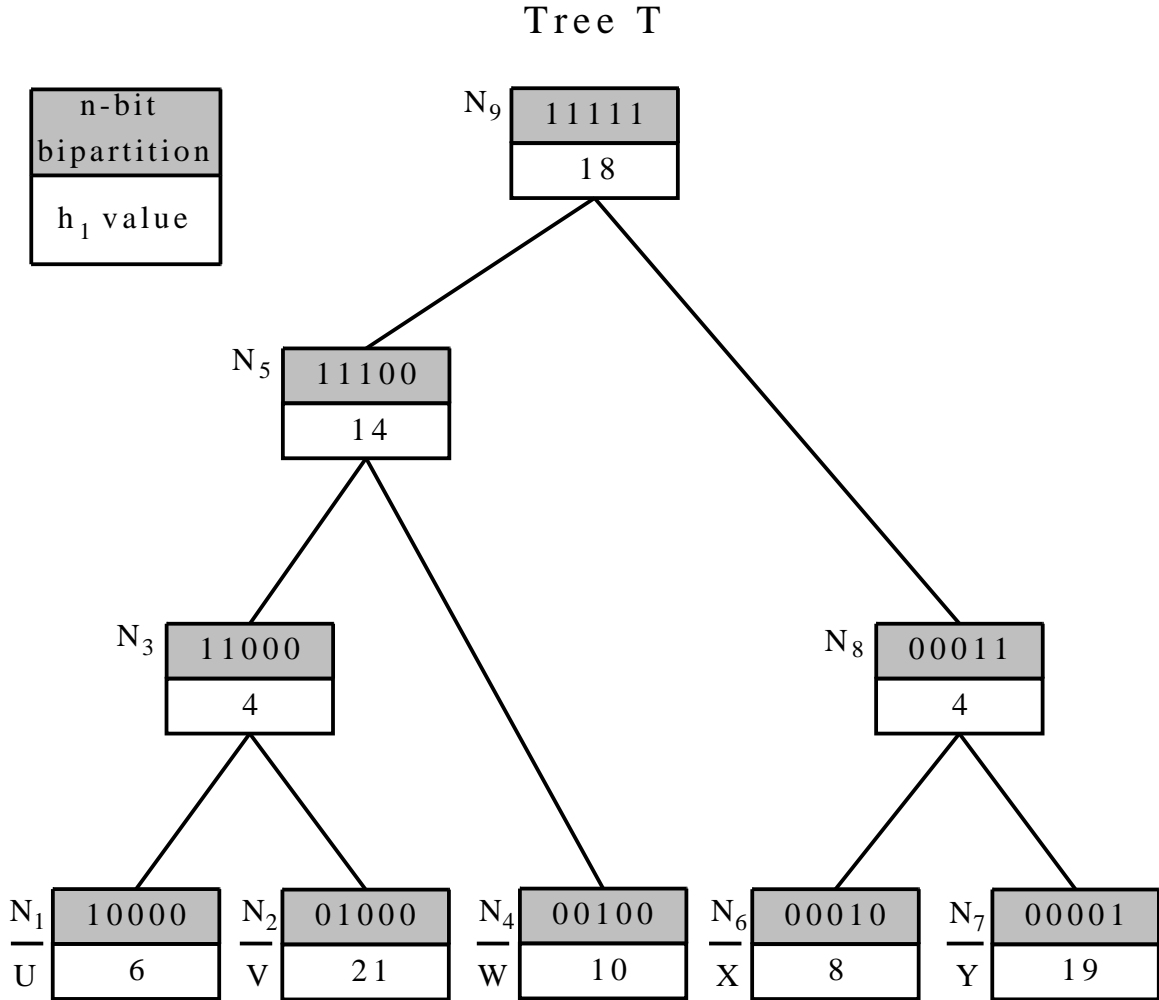 Tree T
n-bit
bipartition
h1 value
N9 11111
18
N5 11100
14
N3 11000
4
N8 00011
4
N1 10000
U 6
N2 01000
V 21
N4 00100
W 10
N6 00010
X 8
N7 00001
Y 19